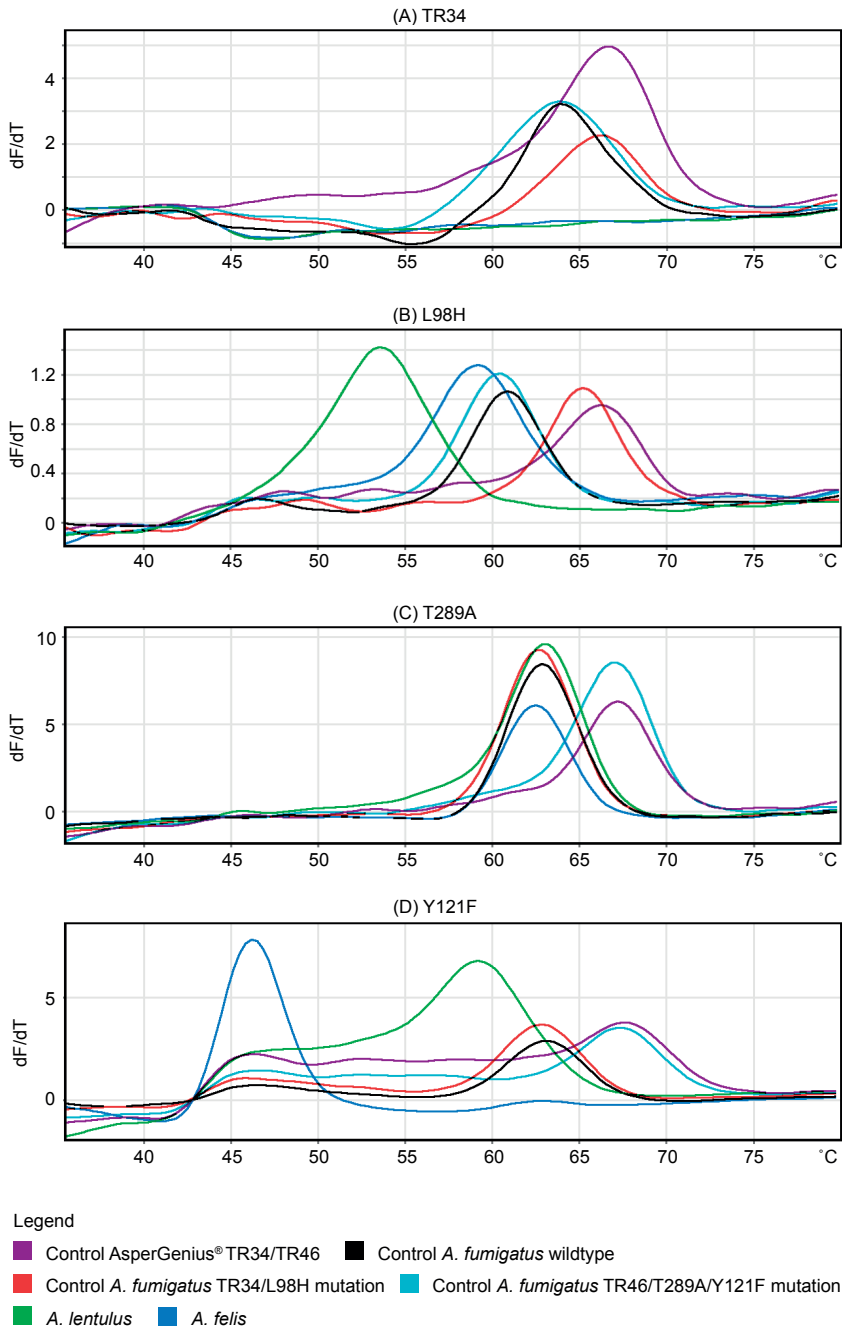 (A) TR34
dF/dT
4
2
0
40 45 50 55 60 65 70 75 ˚C
(B) L98H
dF/dT
1.2
0.8
0.4
0
40 45 50 55 60 65 70 75 ˚C
(C) T289A
dF/dT
10
5
0
40 45 50 55 60 65 70 75 ˚C
(D) Y121F
dF/dT
5
0
40 45 50 55 60 65 70 75 ˚C
Legend
Control AsperGenius® TR34/TR46 Control A. fumigatus wildtype
Control A. fumigatus TR34/L98H mutation Control A. fumigatus TR46/T289A/Y121F mutation
A. lentulus A. felis